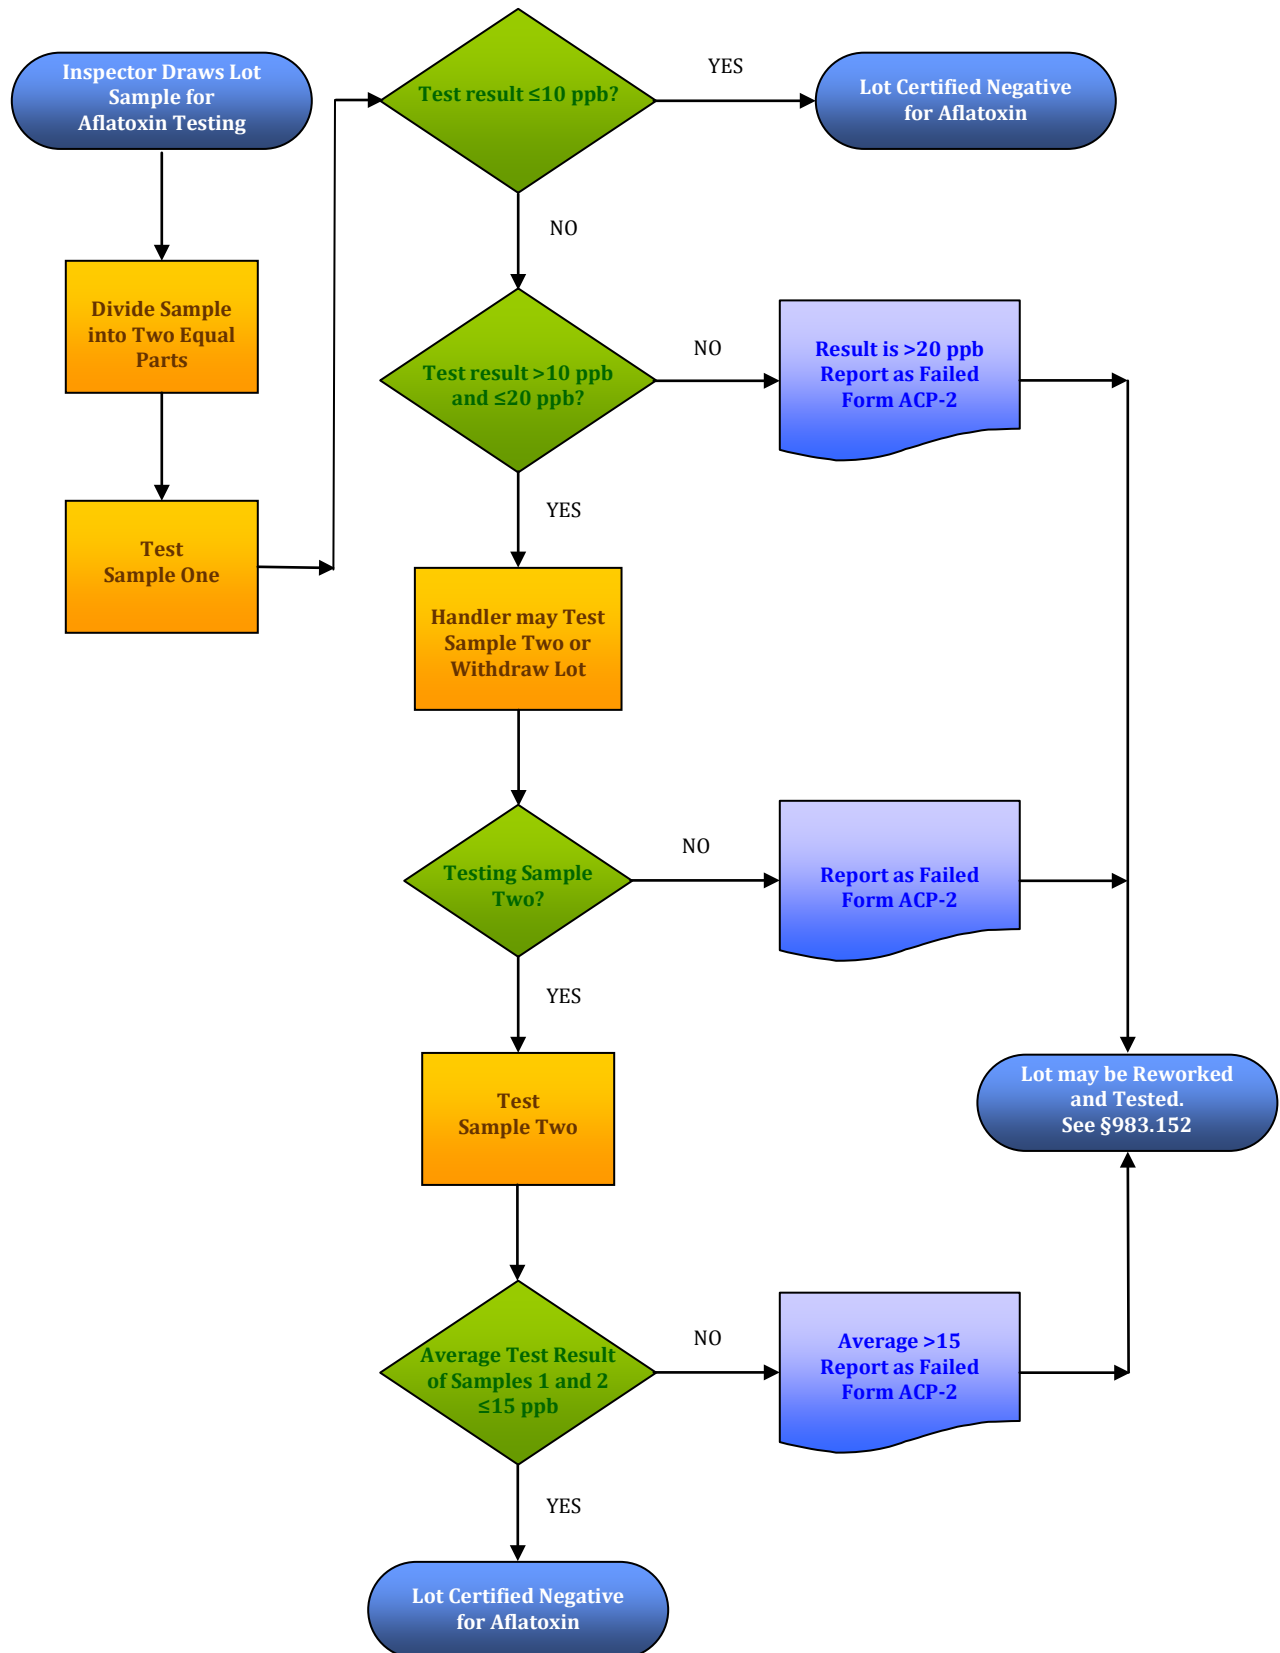 Inspector Draws Lot
Sample for
Aflatoxin Testing
Divide Sample
into Two Equal
Parts
Test
Sample One
Test result ≤10 ppb?
YES
Lot Certified Negative
for Aflatoxin
NO
Test result >10 ppb
and ≤20 ppb?
NO
Result is >20 ppb
Report as Failed
Form ACP-2
YES
Handler may Test
Sample Two or
Withdraw Lot
Testing Sample
Two?
NO
Report as Failed
Form ACP-2
YES
Test
Sample Two
Lot may be Reworked
and Tested.
See §983.152
Average Test Result
of Samples 1 and 2
≤15 ppb
NO
Average >15
Report as Failed
Form ACP-2
YES
Lot Certified Negative
for Aflatoxin